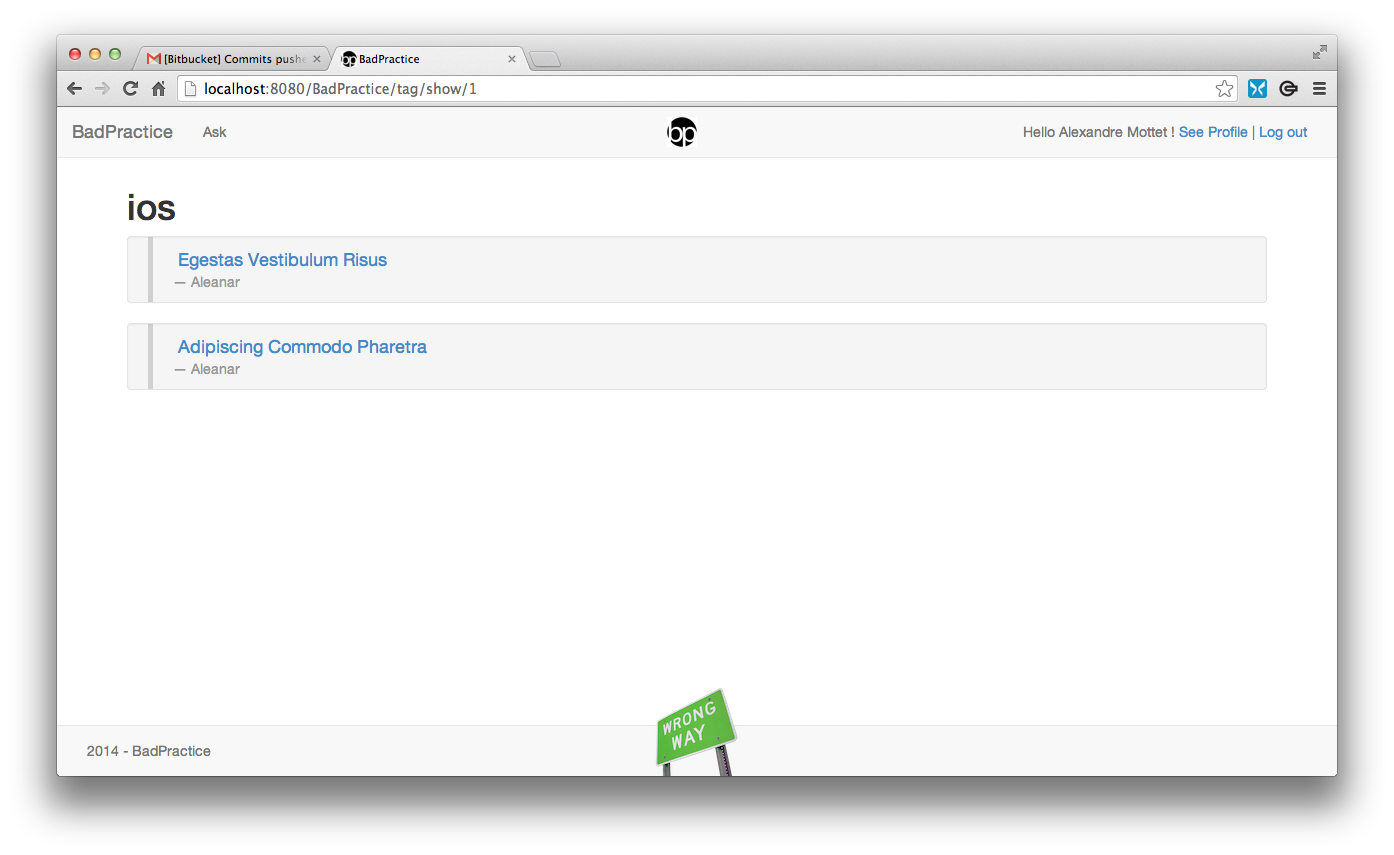 [Bitbucket] Commits pushe
BadPractice
localhost:8080/BadPractice/tag/show/1
BadPractice Ask bp Hello Alexandre Mottet ! See Profile | Log out
ios
Egestas Vestibulum Risus
— Aleanar
Adipiscing Commodo Pharetra
— Aleanar
WRONG
WAY
2014 - BadPractice